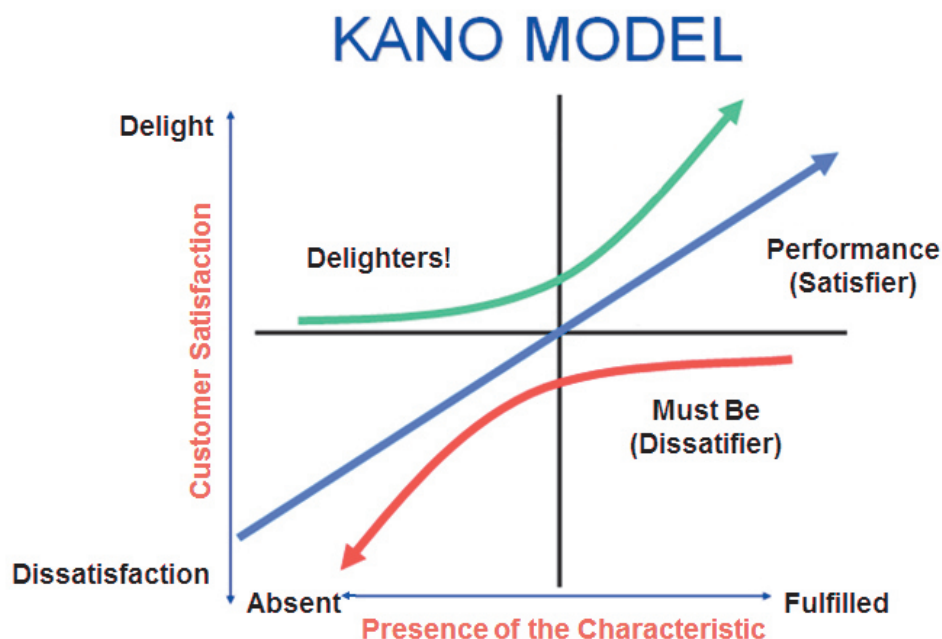 KANO MODEL
Delight
Customer Satisfaction
Delighters!
Performance
(Satisfier)
Must Be
(Dissatifier)
Dissatisfaction
Absent
Fulfilled
Presence of the Characteristic